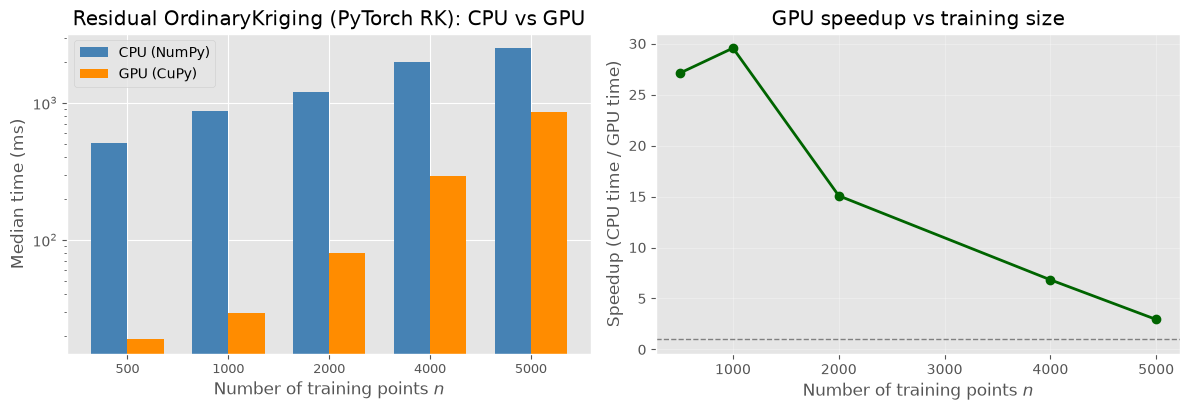 Residual OrdinaryKriging (PyTorch RK): CPU vs GPU
CPU (NumPy)
GPU (CuPy)
Median time (ms)
10³
10²
500 1000 2000 4000 5000
Number of training points n
GPU speedup vs training size
Speedup (CPU time / GPU time)
30
25
20
15
10
5
0
1000 2000 3000 4000 5000
Number of training points n